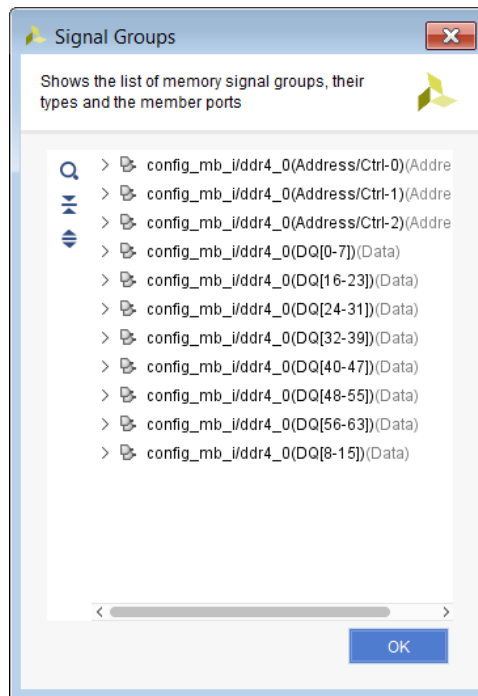 Signal Groups
Shows the list of memory signal groups, their
types and the member ports
config_mb_i/ddr4_0(Address/Ctrl-0)(Addre
config_mb_i/ddr4_0(Address/Ctrl-1)(Addre
config_mb_i/ddr4_0(Address/Ctrl-2)(Addre
config_mb_i/ddr4_0(DQ[0-7])(Data)
config_mb_i/ddr4_0(DQ[16-23])(Data)
config_mb_i/ddr4_0(DQ[24-31])(Data)
config_mb_i/ddr4_0(DQ[32-39])(Data)
config_mb_i/ddr4_0(DQ[40-47])(Data)
config_mb_i/ddr4_0(DQ[48-55])(Data)
config_mb_i/ddr4_0(DQ[56-63])(Data)
config_mb_i/ddr4_0(DQ[8-15])(Data)
OK